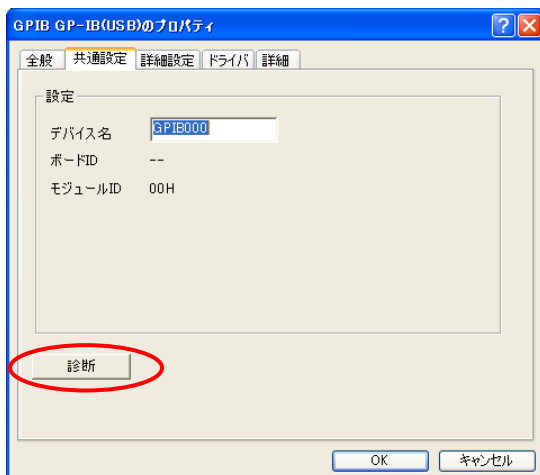 GPIB GP-IB(USB)のプロパティ
全般 共通設定 詳細設定 ドライバ 詳細
設定
デバイス名 GPIB000
ボードID --
モジュールID 00H
診断
OK キャンセル